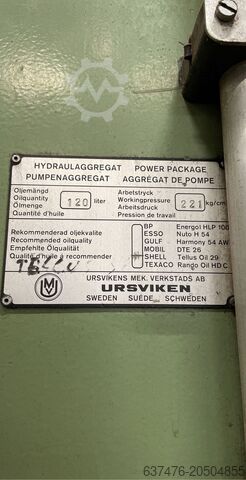 HYDRAULAGGREGAT POWER PACKAGE
PUMPENAGGREGAT AGGRÉGAT DE POMPE
Oljemängd
Oilquantity
Ölmenge
Quantité d'huile
120 liter
Arbetstryck
Workingpressure
Arbeitsdruck
Pression de travail
221 kg/cm
Rekommenderad oljekvalite
Recommended oilquality
Empfehlte Ölqualität
Qualité d'huile à recommender
BP Energol HLP 100
ESSO Nuto H 54
GULF Harmony 54 AW
MOBIL DTE 26
SHELL Tellus Oil 29
TEXACO Rando Oil HD C
URSVIKENS MEK. VERKSTADS AB
URSVIKEN
SWEDEN SUÈDE SCHWEDEN
637476-20504855